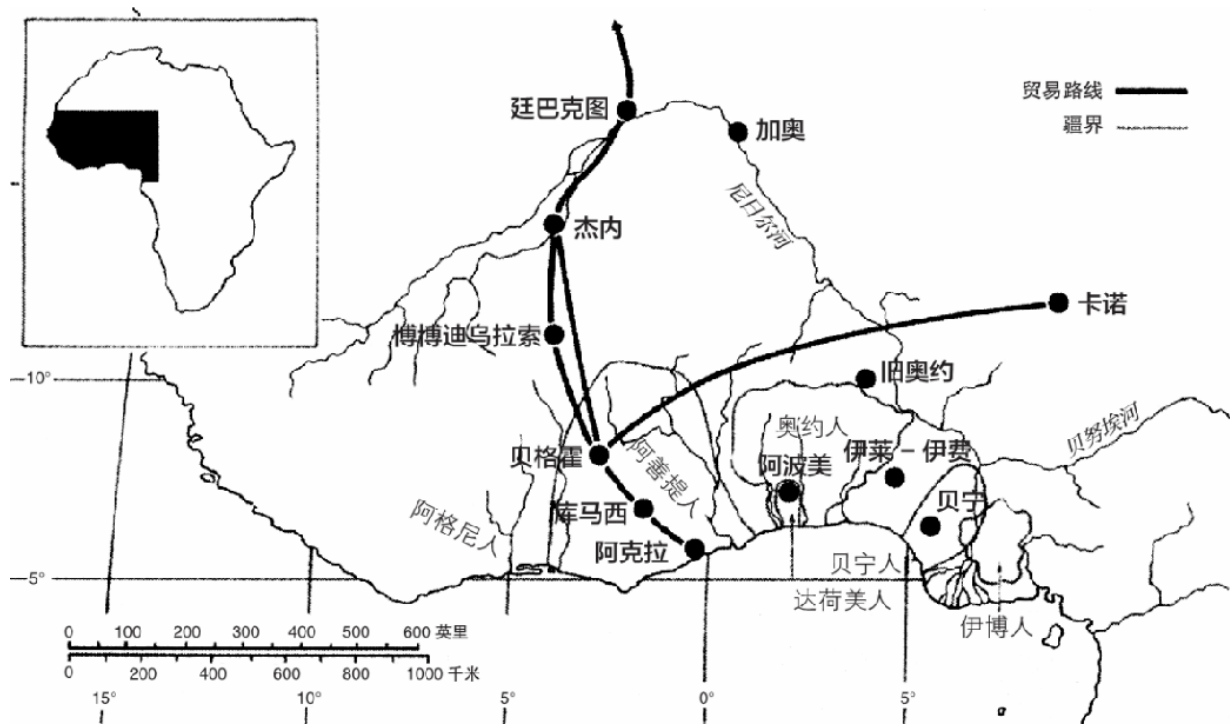 贸易路线
疆界
廷巴克图
加奥
尼日尔河
杰内
卡诺
博博迪乌拉索
旧奥约
10°
奥约人
贝努埃河
贝格霍
阿善提人
阿波美
伊莱－伊费
库马西
贝宁
阿格尼人
阿克拉
5°
贝宁人
达荷美人
伊博人
0 100 200 300 400 500 600 英里
0 200 400 600 800 1000 千米
15° 10° 5° 0° 5°